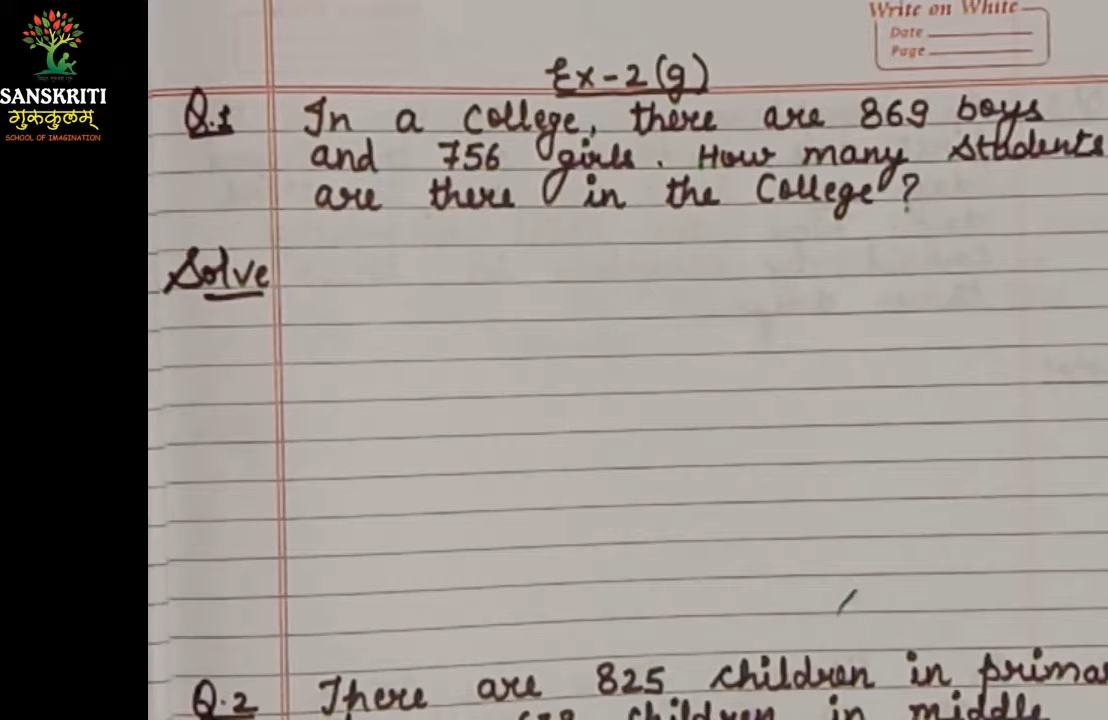 SANSKRITI
गुरुकुलम्
SCHOOL OF IMAGINATION
Write on White
Date
Page
Ex-2(g)
Q.1 In a college, there are 869 boys
and 756 girls. How many students
are there in the College?
Solve
Q.2 There are 825 children in
children in middle